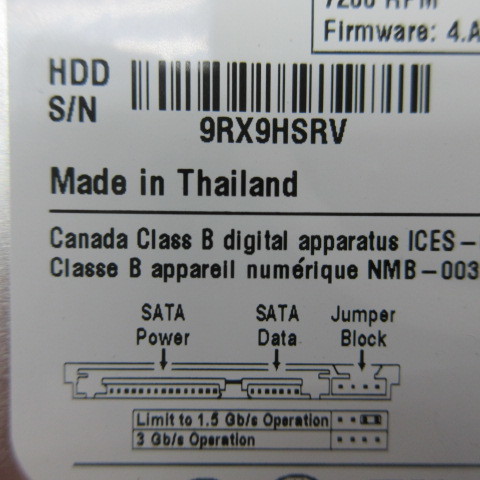 7200 RPM
Firmware: 4.A
HDD
S/N
9RX9HSRV
Made in Thailand
Canada Class B digital apparatus ICES-
Classe B appareil numérique NMB-003
SATA Power
SATA Data
Jumper Block
Limit to 1.5 Gb/s Operation
3 Gb/s Operation